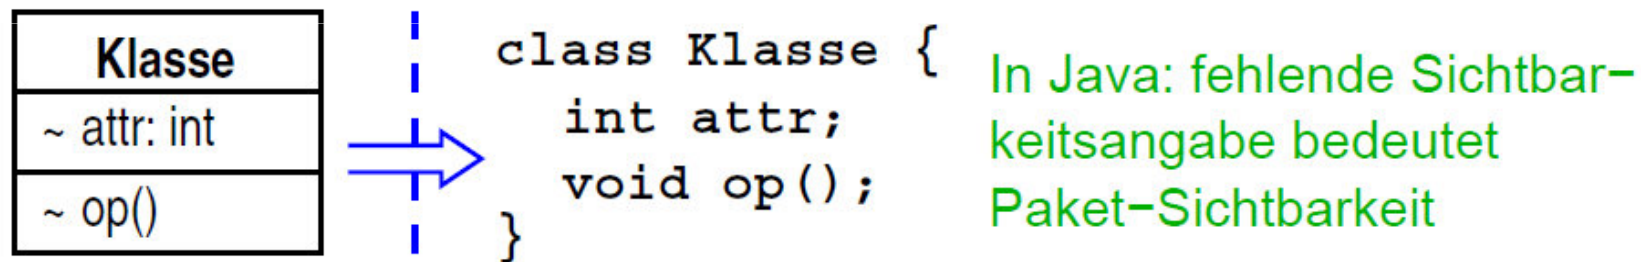 Klasse
~ attr: int
~ op()
class Klasse {
int attr;
void op();
}
In Java: fehlende Sichtbar−
keitsangabe bedeutet
Paket−Sichtbarkeit